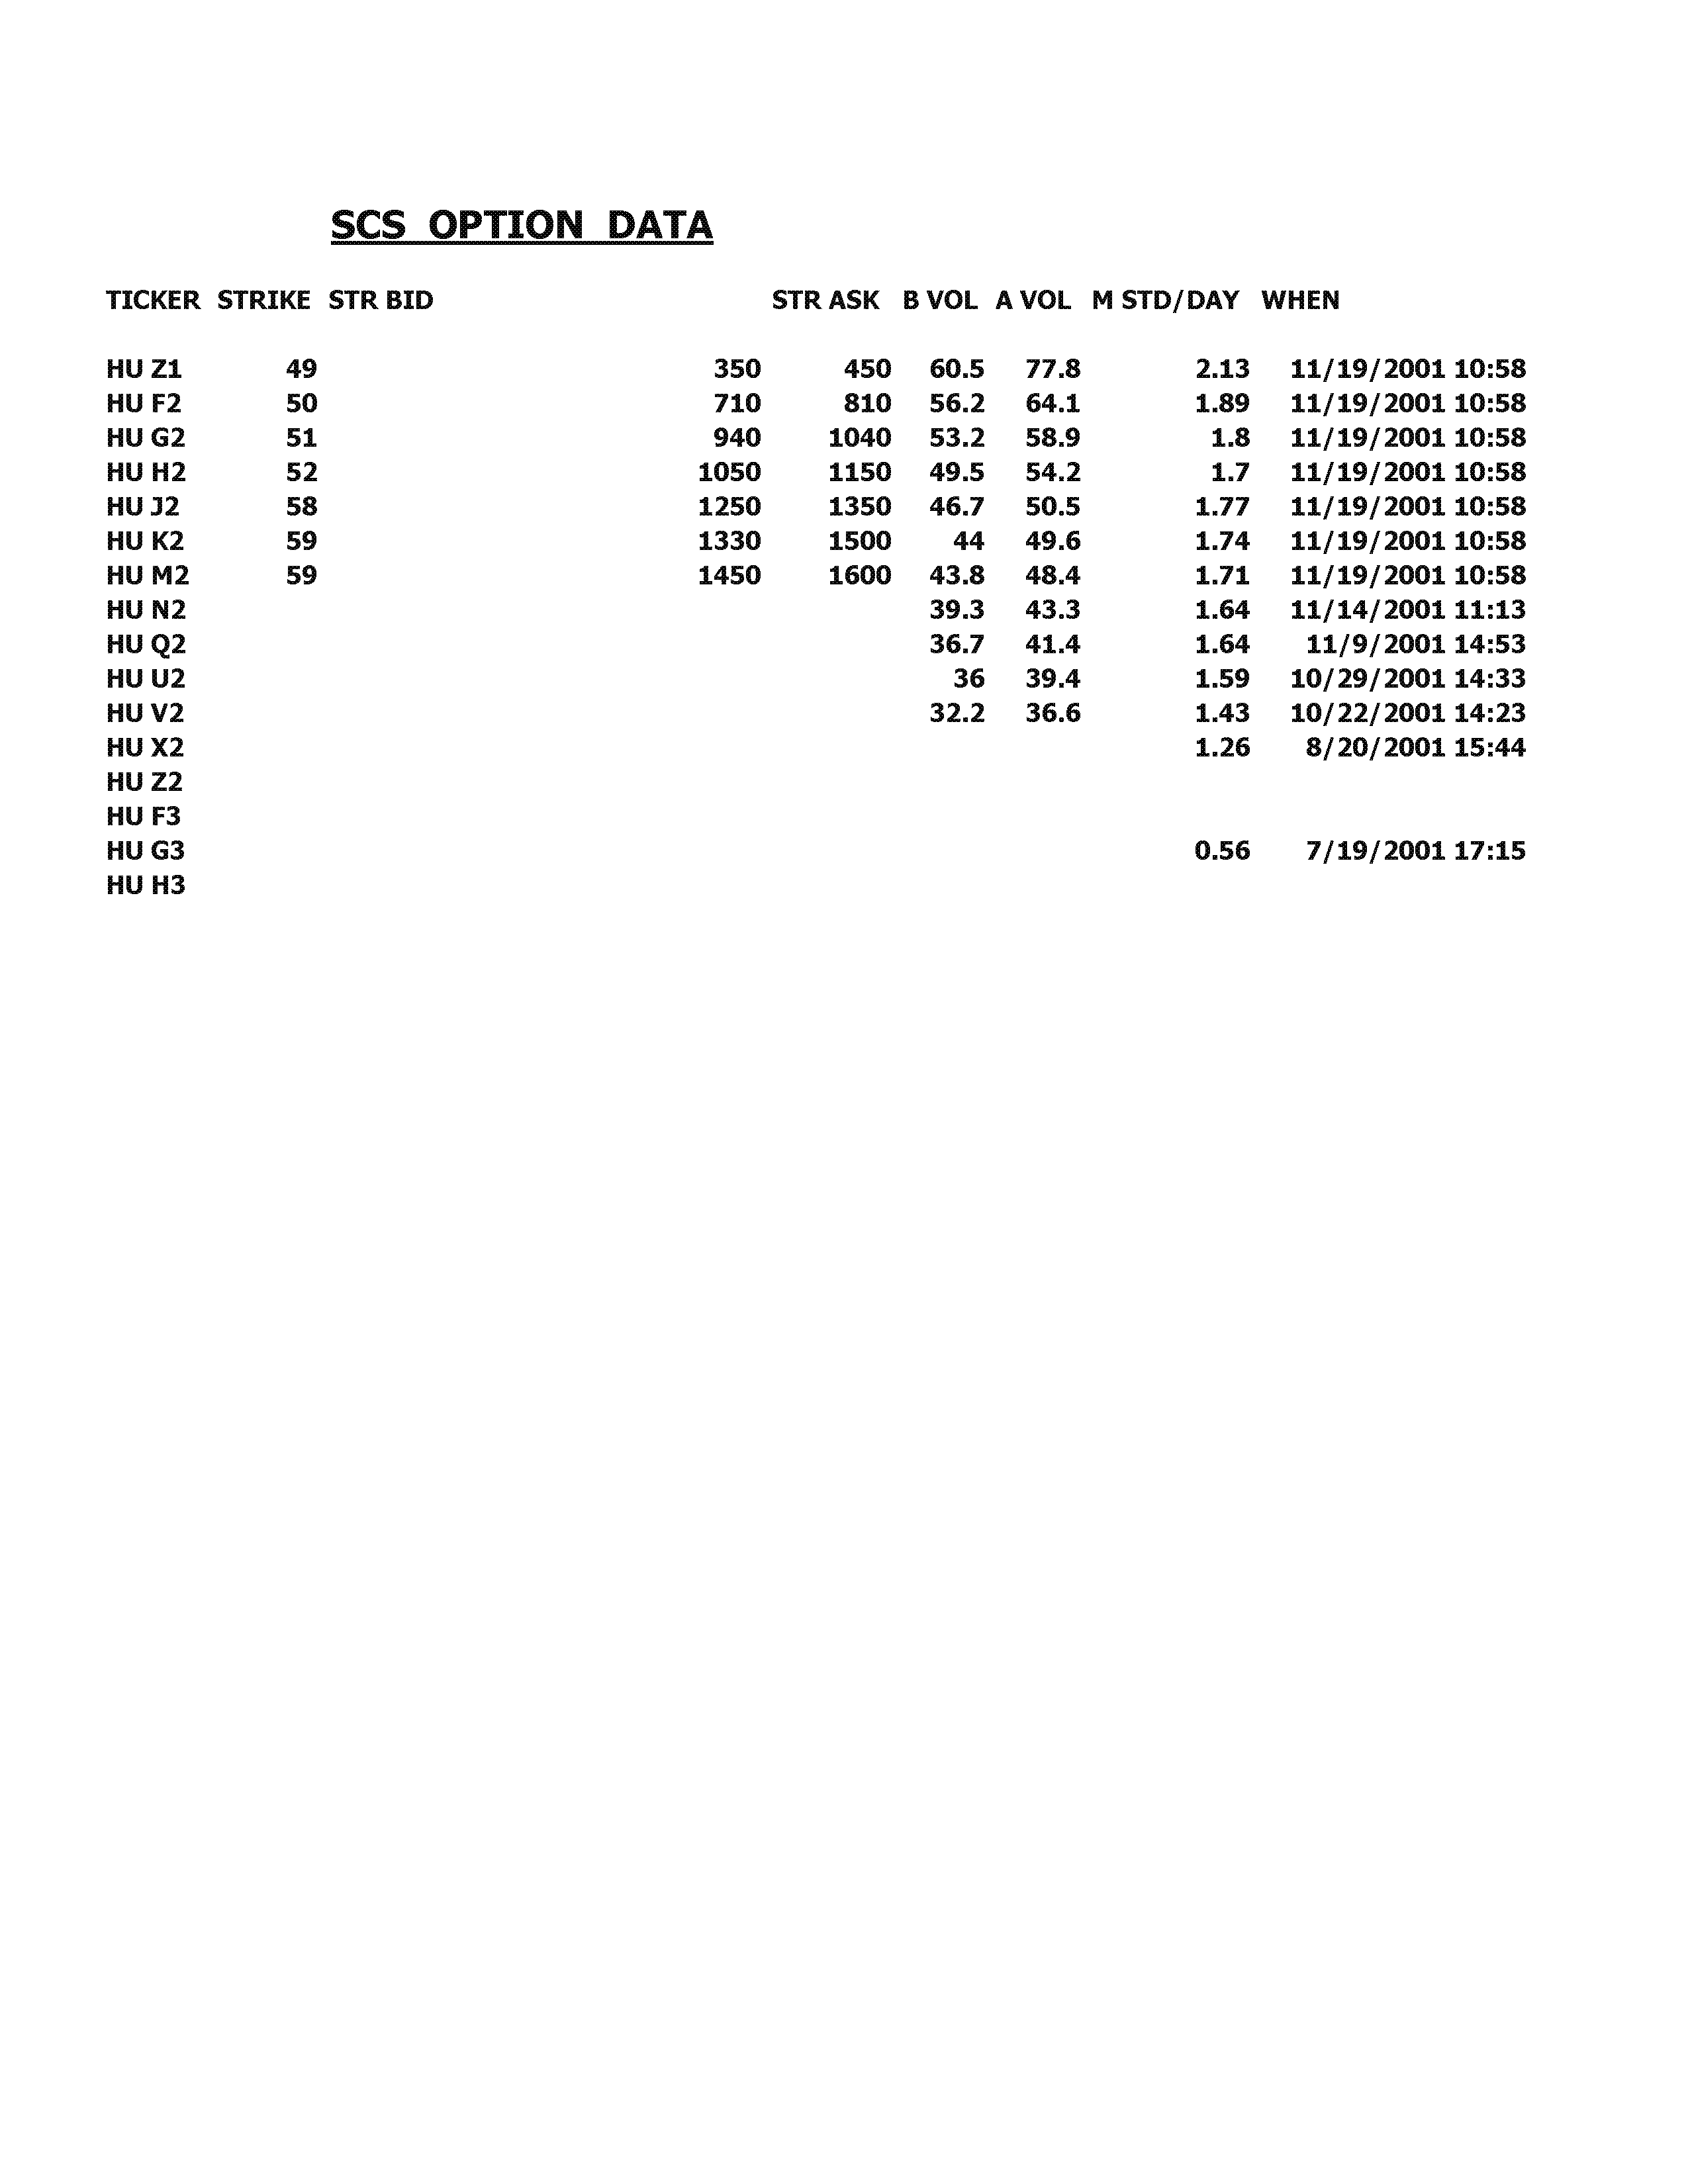 SCS OPTION DATA
TICKER STRIKE STR BID STR ASK B VOL A VOL M STD/DAY WHEN
HU Z1 49 350 450 60.5 77.8 2.13 11/19/2001 10:58
HU F2 50 710 810 56.2 64.1 1.89 11/19/2001 10:58
HU G2 51 940 1040 53.2 58.9 1.8 11/19/2001 10:58
HU H2 52 1050 1150 49.5 54.2 1.7 11/19/2001 10:58
HU J2 58 1250 1350 46.7 50.5 1.77 11/19/2001 10:58
HU K2 59 1330 1500 44 49.6 1.74 11/19/2001 10:58
HU M2 59 1450 1600 43.8 48.4 1.71 11/19/2001 10:58
HU N2 39.3 43.3 1.64 11/14/2001 11:13
HU Q2 36.7 41.4 1.64 11/9/2001 14:53
HU U2 36 39.4 1.59 10/29/2001 14:33
HU V2 32.2 36.6 1.43 10/22/2001 14:23
HU X2 1.26 8/20/2001 15:44
HU Z2
HU F3
HU G3 0.56 7/19/2001 17:15
HU H3